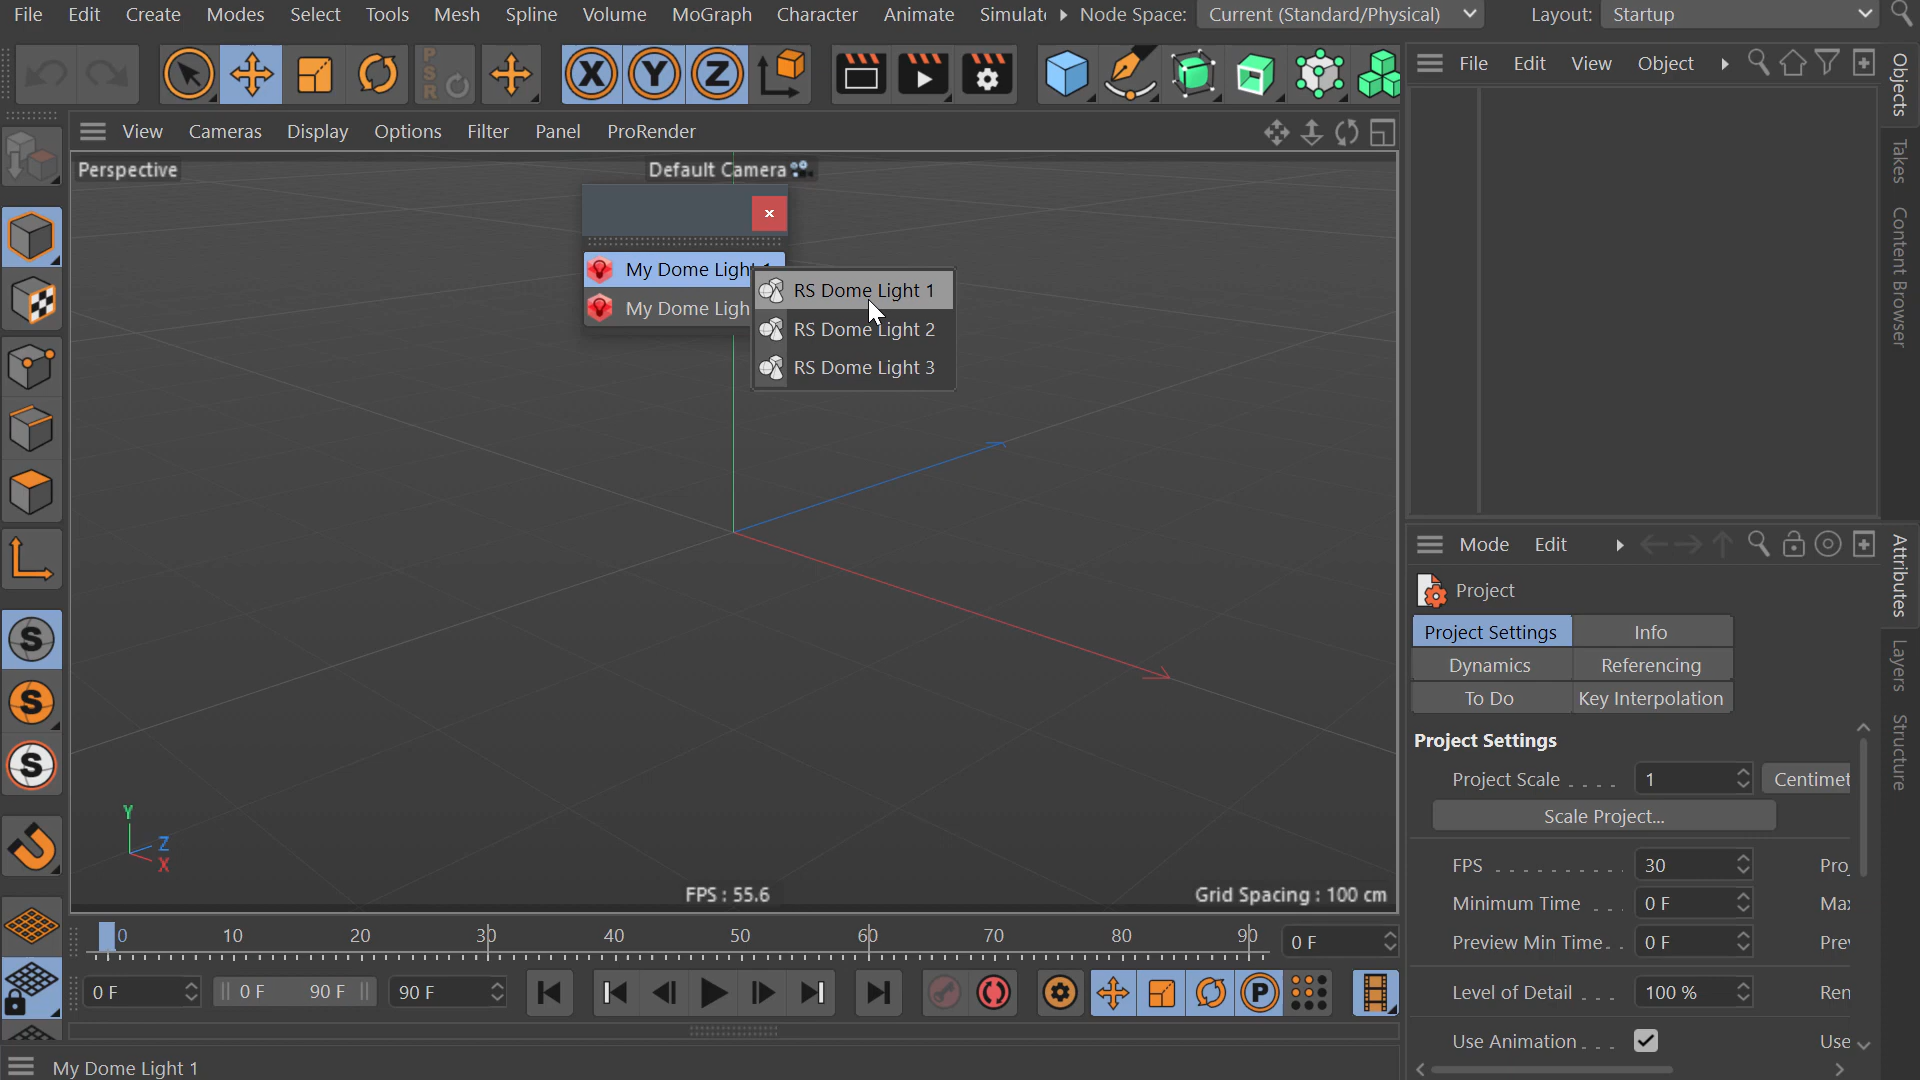 File Edit Create Modes Select Tools Mesh Spline Volume MoGraph Character Animate Simulat Node Space: Current (Standard/Physical) Layout: Startup
PSR X Y Z
File Edit View Object
Objects
Takes
Content Browser
View Cameras Display Options Filter Panel ProRender
Perspective Default Camera
My Dome Light 1
My Dome Ligh
RS Dome Light 1
RS Dome Light 2
RS Dome Light 3
S
S
S
Y
Z
X
FPS : 55.6 Grid Spacing : 100 cm
0 10 20 30 40 50 60 70 80 90 0 F
0 F 0 F 90 F 90 F P
My Dome Light 1
Mode Edit
Attributes
Layers
Structure
Project
Project Settings Info
Dynamics Referencing
To Do Key Interpolation
Project Settings
Project Scale . . . . 1 Centimet
Scale Project...
FPS . . . . . . . . . . 30 Pro
Minimum Time . . . 0 F Max
Preview Min Time . . 0 F Prev
Level of Detail . . . . 100 % Ren
Use Animation . . . . Use